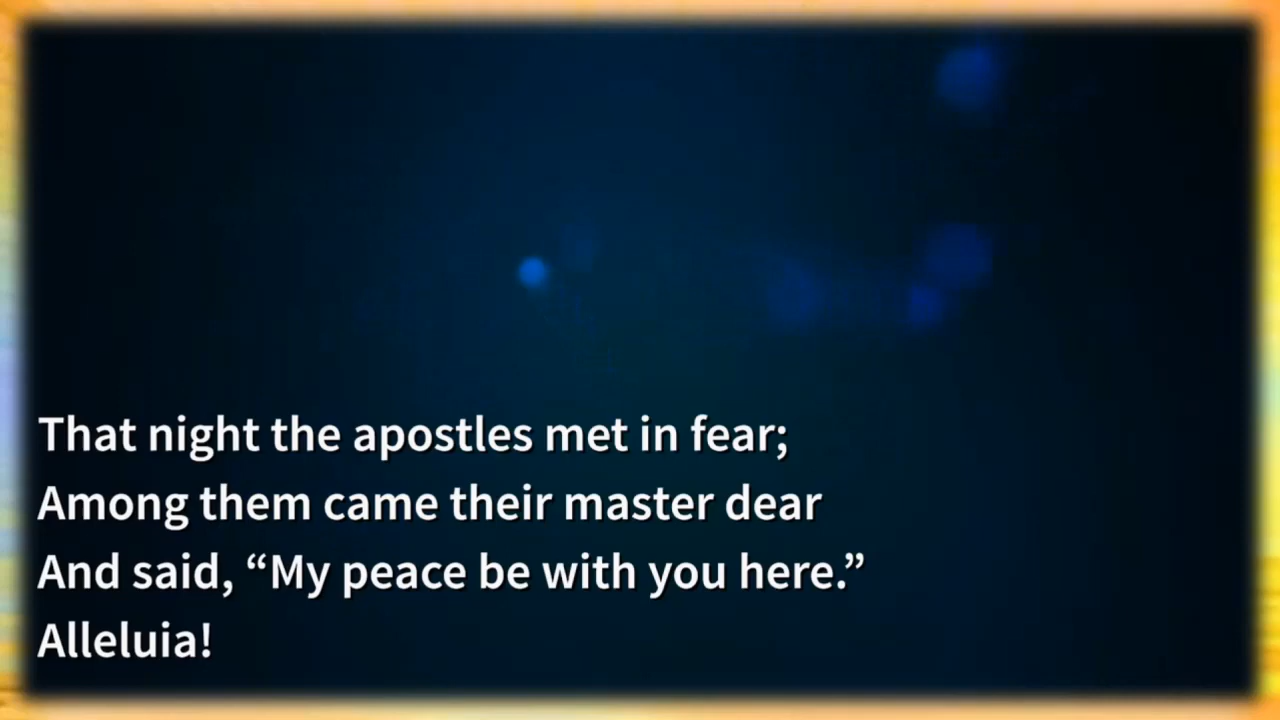 That night the apostles met in fear;
Among them came their master dear
And said, “My peace be with you here.”
Alleluia!